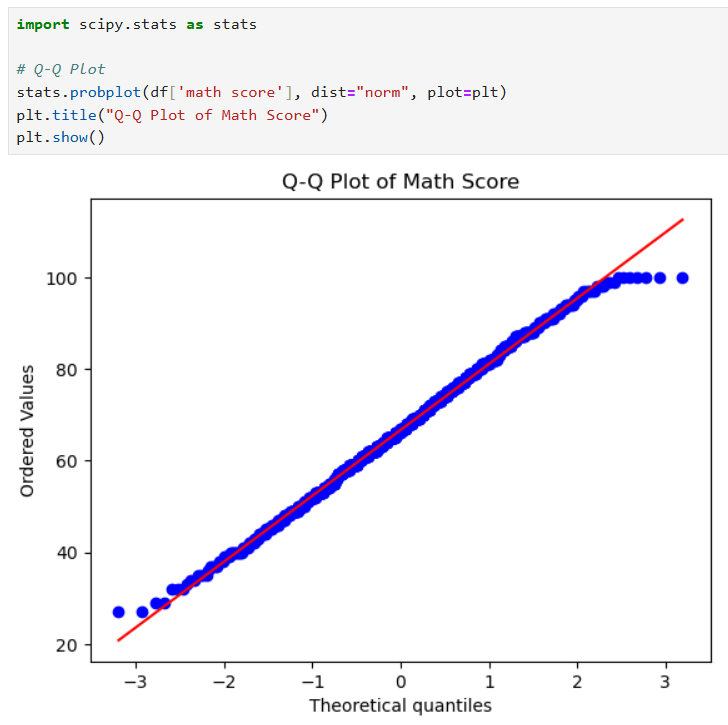 import scipy.stats as stats
# Q-Q Plot
stats.probplot(df['math score'], dist="norm", plot=plt)
plt.title("Q-Q Plot of Math Score")
plt.show()
Q-Q Plot of Math Score
100
80
60
40
20
Ordered Values
−3 −2 −1 0 1 2 3
Theoretical quantiles